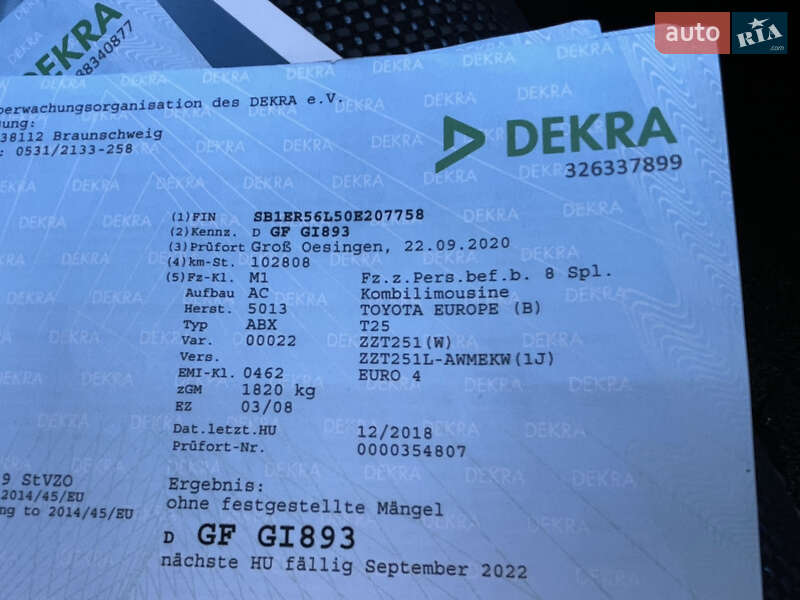 auto RIA .com
DEKRA
38340877
berwachungsorganisation des DEKRA e.V.
38112 Braunschweig
: 0531/2133-258
DEKRA
326337899
(1) FIN SB1ER56L50E207758
(2) Kennz. D GF GI893
(3) Prüfort Groß Oesingen, 22.09.2020
(4) km-St. 102808
(5) Fz-Kl. M1 Fz.z.Pers.bef.b. 8 Spl.
Aufbau AC Kombilimousine
Herst. 5013 TOYOTA EUROPE (B)
Typ ABX T25
Var. 00022 ZZT251(W)
Vers. ZZT251L-AWMEKW(1J)
EMI-Kl. 0462 EURO 4
zGM 1820 kg
EZ 03/08
Dat.letzt.HU 12/2018
Prüfort-Nr. 0000354807
9 StVZO
2014/45/EU
ng to 2014/45/EU
Ergebnis:
ohne festgestellte Mängel
D GF GI893
nächste HU fällig September 2022